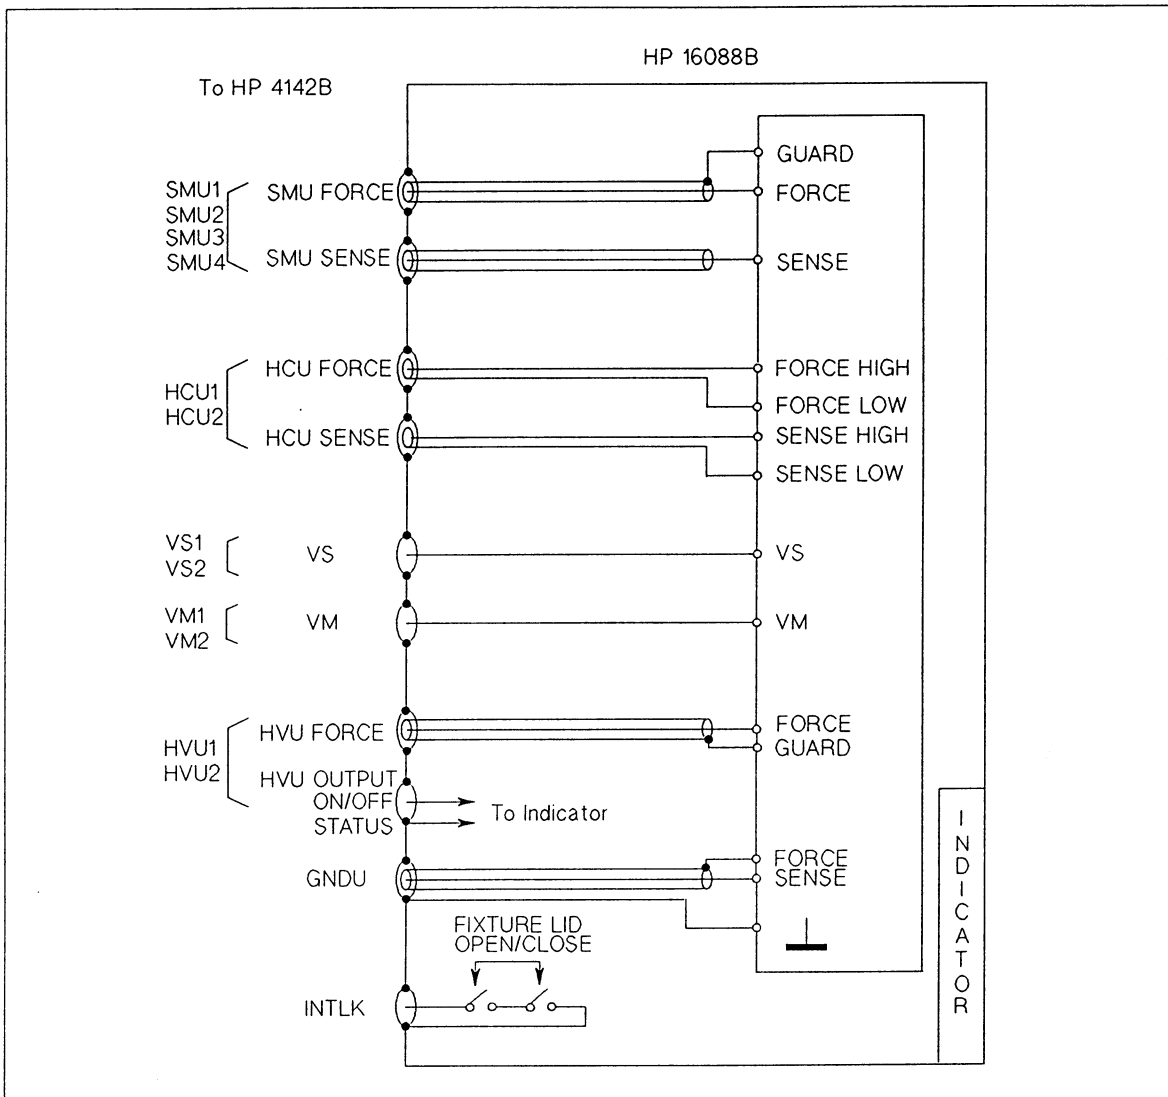 HP 16088B
To HP 4142B
SMU1
SMU2
SMU3
SMU4
SMU FORCE
SMU SENSE
GUARD
FORCE
SENSE
HCU1
HCU2
HCU FORCE
HCU SENSE
FORCE HIGH
FORCE LOW
SENSE HIGH
SENSE LOW
VS1
VS2
VS
VS
VM1
VM2
VM
VM
HVU1
HVU2
HVU FORCE
FORCE
GUARD
HVU OUTPUT
ON/OFF
STATUS
To Indicator
GNDU
FORCE
SENSE
FIXTURE LID
OPEN/CLOSE
INTLK
INDICATOR